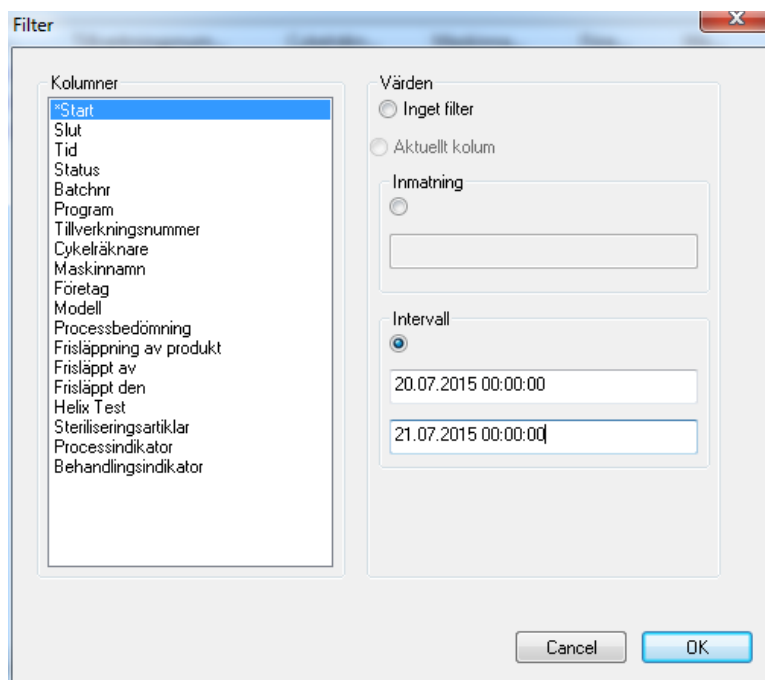 Filter
Kolumner
*Start
Slut
Tid
Status
Batchnr
Program
Tillverkningsnummer
Cykelräknare
Maskinnamn
Företag
Modell
Processbedömning
Frisläppning av produkt
Frisläppt av
Frisläppt den
Helix Test
Steriliseringsartiklar
Processindikator
Behandlingsindikator
Värden
Inget filter
Aktuellt kolum
Inmatning
Intervall
20.07.2015 00:00:00
21.07.2015 00:00:00
Cancel
OK